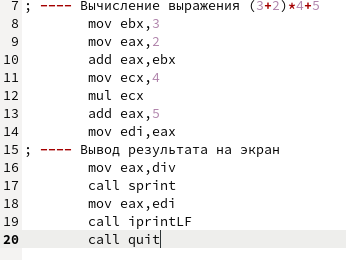 7 ; ---- Вычисление выражения (3+2)*4+5
8 mov ebx,3
9 mov eax,2
10 add eax,ebx
11 mov ecx,4
12 mul ecx
13 add eax,5
14 mov edi,eax
15 ; ---- Вывод результата на экран
16 mov eax,div
17 call sprint
18 mov eax,edi
19 call iprintLF
20 call quit